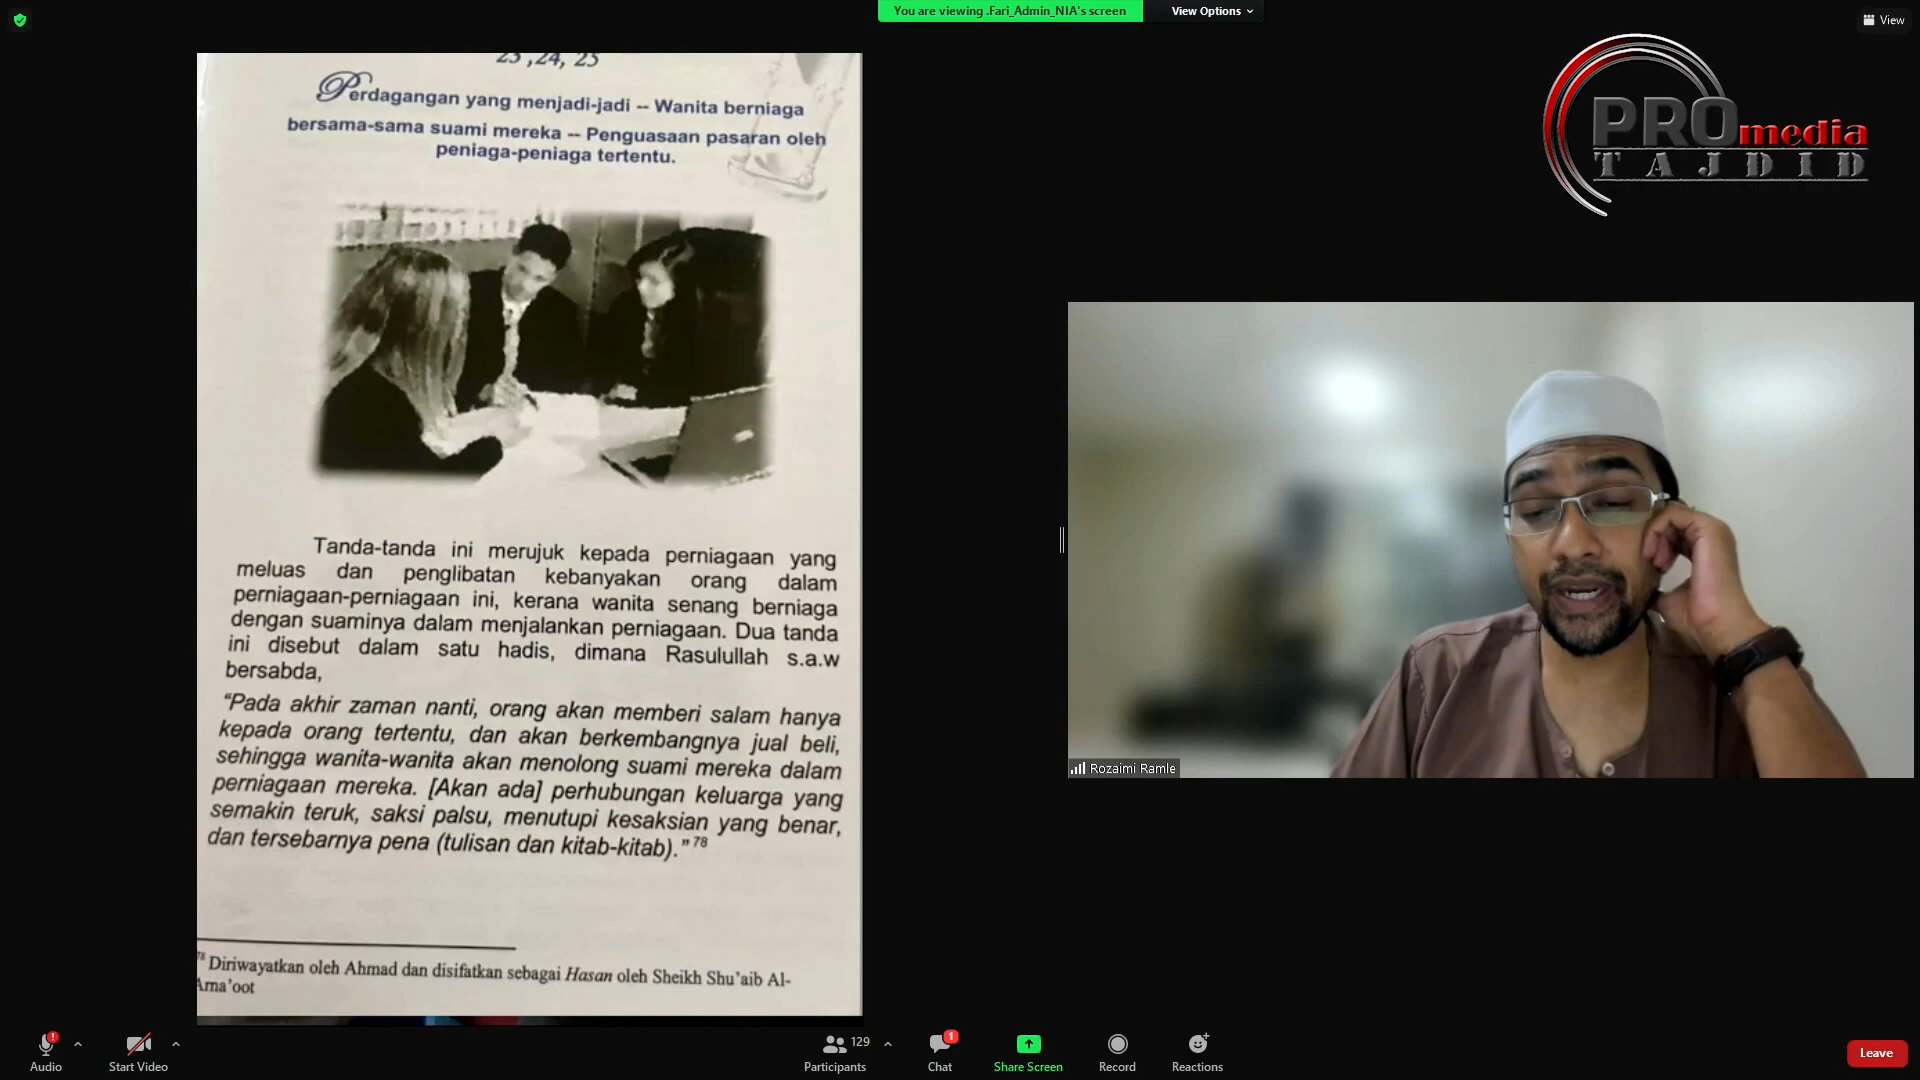 You are viewing .Fari_Admin_NIA's screen
View Options
View
23 ,24, 25
Perdagangan yang menjadi-jadi -- Wanita berniaga
bersama-sama suami mereka -- Penguasaan pasaran oleh
peniaga-peniaga tertentu.
PROmedia
TAJDID
Tanda-tanda ini merujuk kepada perniagaan yang
meluas dan penglibatan kebanyakan orang dalam
perniagaan-perniagaan ini, kerana wanita senang berniaga
dengan suaminya dalam menjalankan perniagaan. Dua tanda
ini disebut dalam satu hadis, dimana Rasulullah s.a.w
bersabda,
“Pada akhir zaman nanti, orang akan memberi salam hanya
kepada orang tertentu, dan akan berkembangnya jual beli,
sehingga wanita-wanita akan menolong suami mereka dalam
perniagaan mereka. [Akan ada] perhubungan keluarga yang
semakin teruk, saksi palsu, menutupi kesaksian yang benar,
dan tersebarnya pena (tulisan dan kitab-kitab).” 78
78 Diriwayatkan oleh Ahmad dan disifatkan sebagai Hasan oleh Sheikh Shu’aib Al-
Arna’oot
Rozaimi Ramle
Audio
Start Video
Participants
129
Chat
1
Share Screen
Record
Reactions
Leave